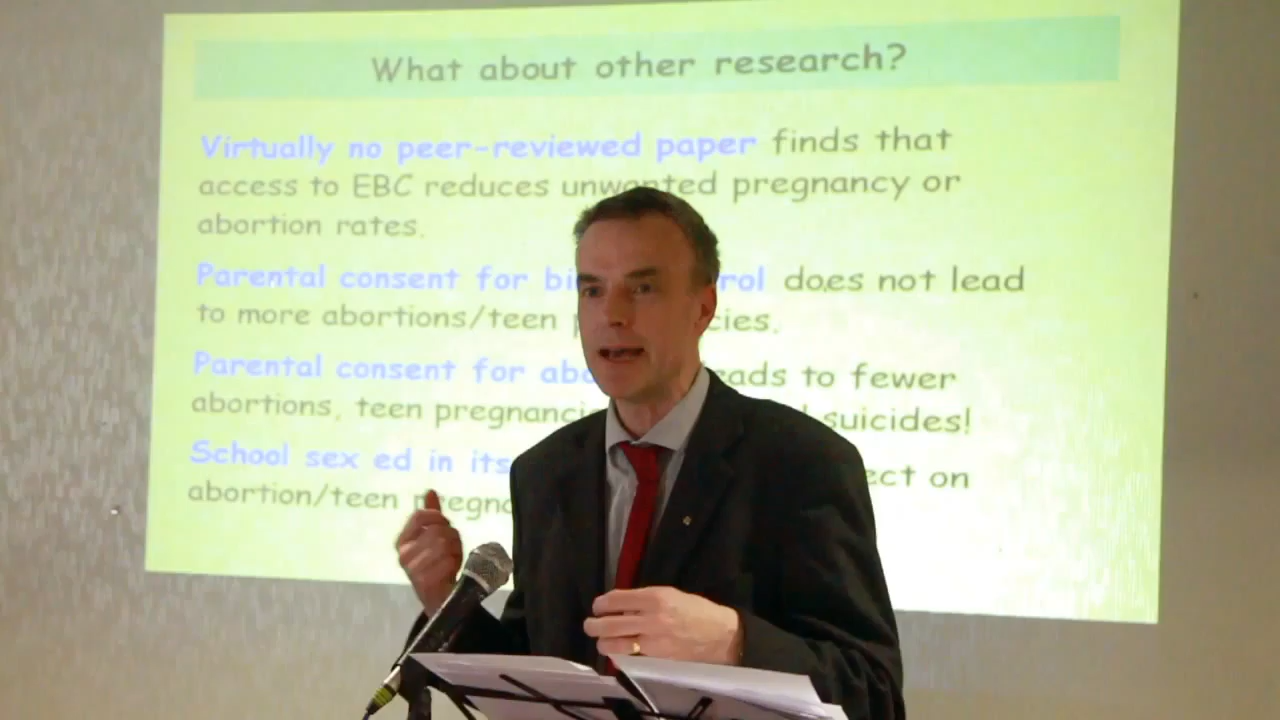 What about other research?
Virtually no peer-reviewed paper finds that
access to EBC reduces unwanted pregnancy or
abortion rates.
Parental consent for bi rol does not lead
to more abortions/teen p cies.
Parental consent for abo eads to fewer
abortions, teen pregnanci suicides!
School sex ed in its ect on
abortion/teen pregn